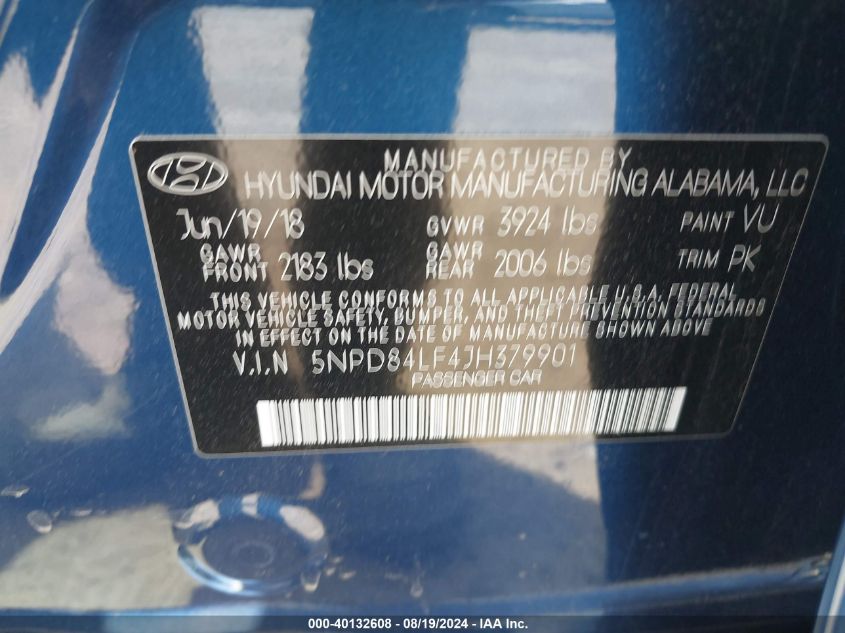 MANUFACTURED BY
HYUNDAI MOTOR MANUFACTURING ALABAMA, LLC
Jun/19/18 GVWR 3924 lbs PAINT VU
GAWR FRONT 2183 lbs GAWR REAR 2006 lbs TRIM PK
THIS VEHICLE CONFORMS TO ALL APPLICABLE U.S.A. FEDERAL
MOTOR VEHICLE SAFETY, BUMPER, AND THEFT PREVENTION STANDARDS
IN EFFECT ON THE DATE OF MANUFACTURE SHOWN ABOVE.
V.I.N 5NPD84LF4JH379901
PASSENGER CAR
000-40132608 - 08/19/2024 - IAA Inc.